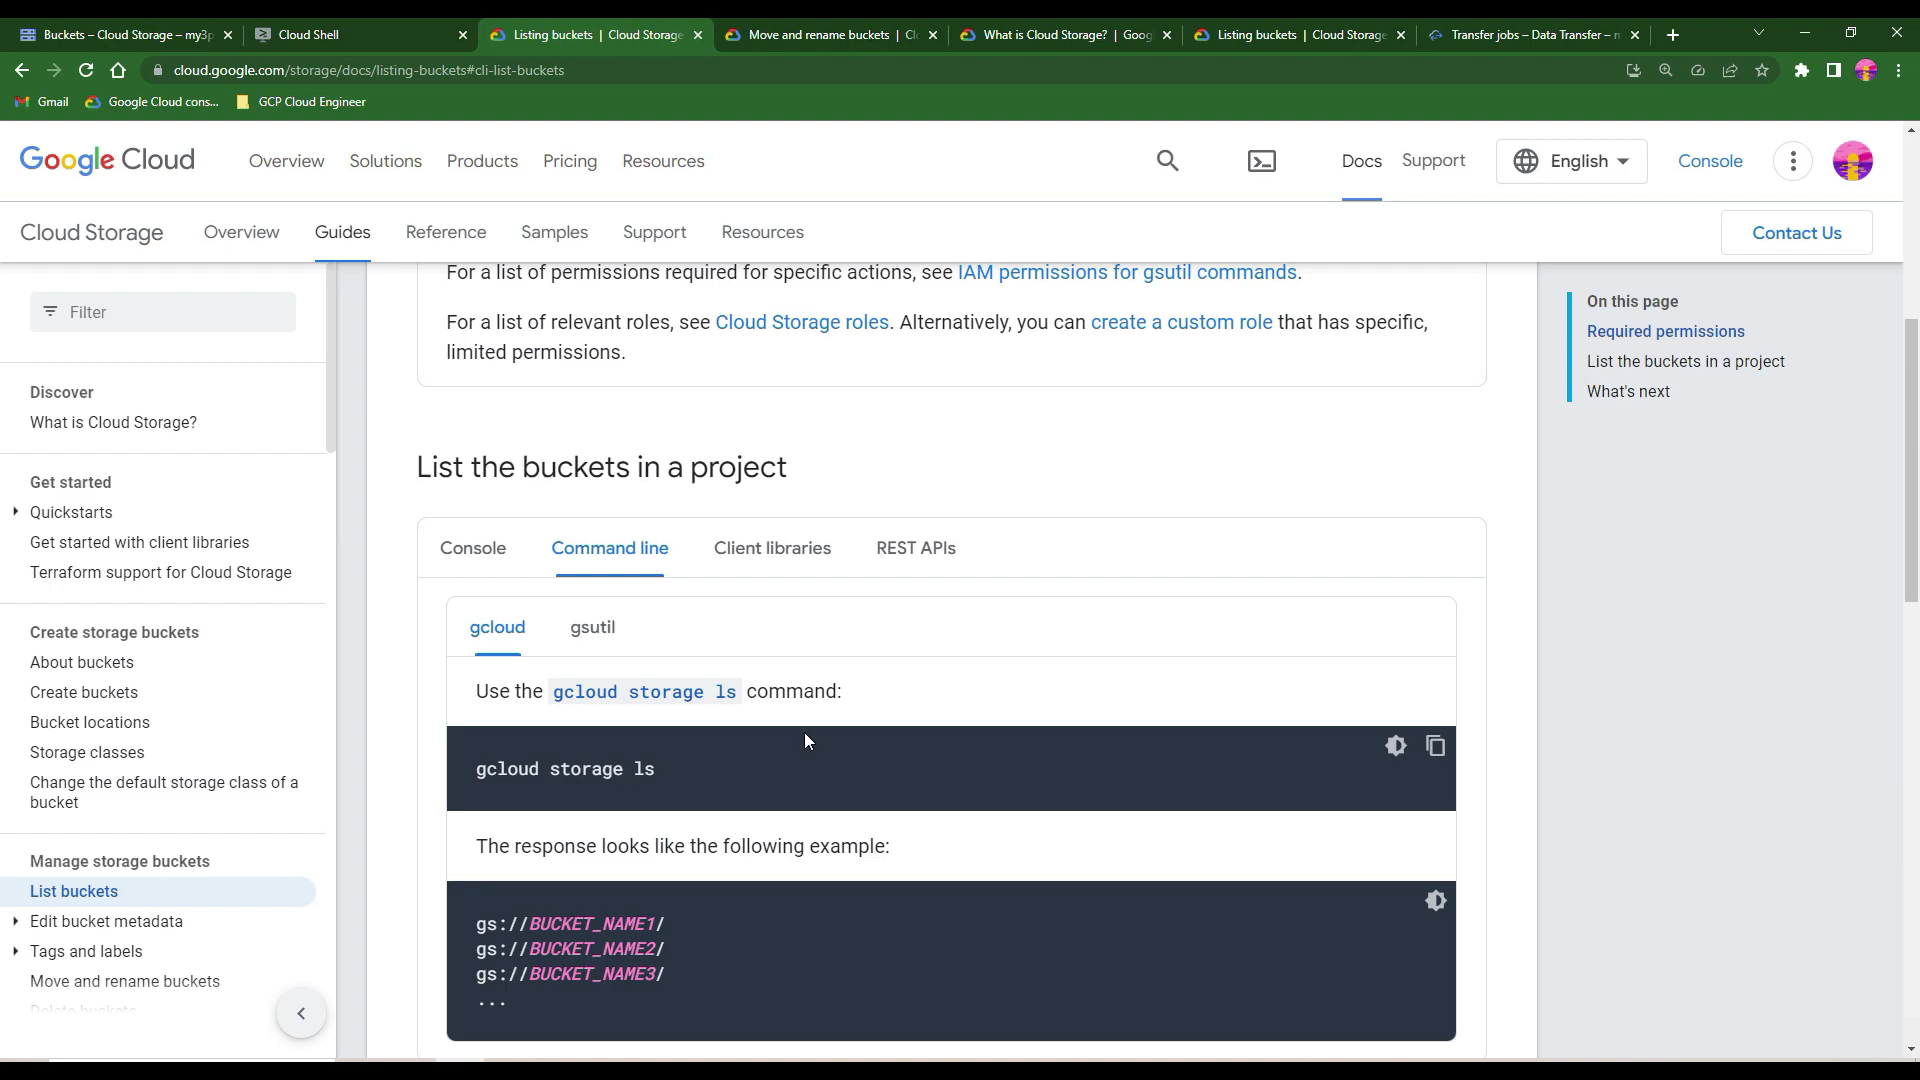 Buckets – Cloud Storage – my3p
Cloud Shell
Listing buckets | Cloud Storage
Move and rename buckets | Cl
What is Cloud Storage? | Goog
Listing buckets | Cloud Storage
Transfer jobs – Data Transfer –
cloud.google.com/storage/docs/listing-buckets#cli-list-buckets
Gmail
Google Cloud cons...
GCP Cloud Engineer
Google Cloud
Overview
Solutions
Products
Pricing
Resources
Docs
Support
English
Console
Cloud Storage
Overview
Guides
Reference
Samples
Support
Resources
Contact Us
Filter
Discover
What is Cloud Storage?
Get started
Quickstarts
Get started with client libraries
Terraform support for Cloud Storage
Create storage buckets
About buckets
Create buckets
Bucket locations
Storage classes
Change the default storage class of a
bucket
Manage storage buckets
List buckets
Edit bucket metadata
Tags and labels
Move and rename buckets
Delete buckets
For a list of permissions required for specific actions, see IAM permissions for gsutil commands.
For a list of relevant roles, see Cloud Storage roles. Alternatively, you can create a custom role that has specific,
limited permissions.
List the buckets in a project
Console
Command line
Client libraries
REST APIs
gcloud
gsutil
Use the gcloud storage ls command:
gcloud storage ls
The response looks like the following example:
gs://BUCKET_NAME1/
gs://BUCKET_NAME2/
gs://BUCKET_NAME3/
...
On this page
Required permissions
List the buckets in a project
What's next